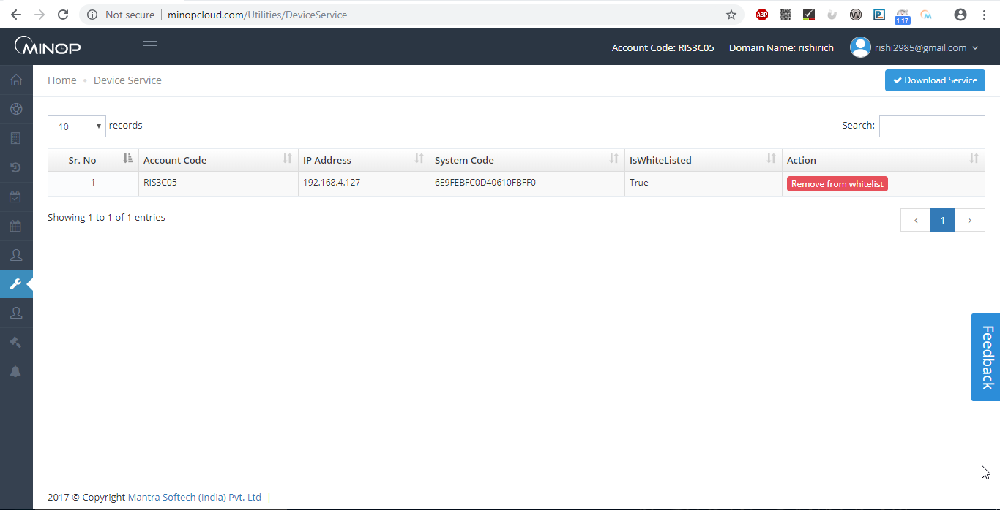 Not secure | minopcloud.com/Utilities/DeviceService
ABP
W
P
1.17
MINOP
Account Code: RIS3C05 Domain Name: rishirich rishi2985@gmail.com
Home Device Service
Download Service
10 records
Search:
Sr. No Account Code IP Address System Code IsWhiteListed Action
1 RIS3C05 192.168.4.127 6E9FEBFC0D40610FBFF0 True Remove from whitelist
Showing 1 to 1 of 1 entries
< 1 >
Feedback
2017 © Copyright Mantra Softech (India) Pvt. Ltd |